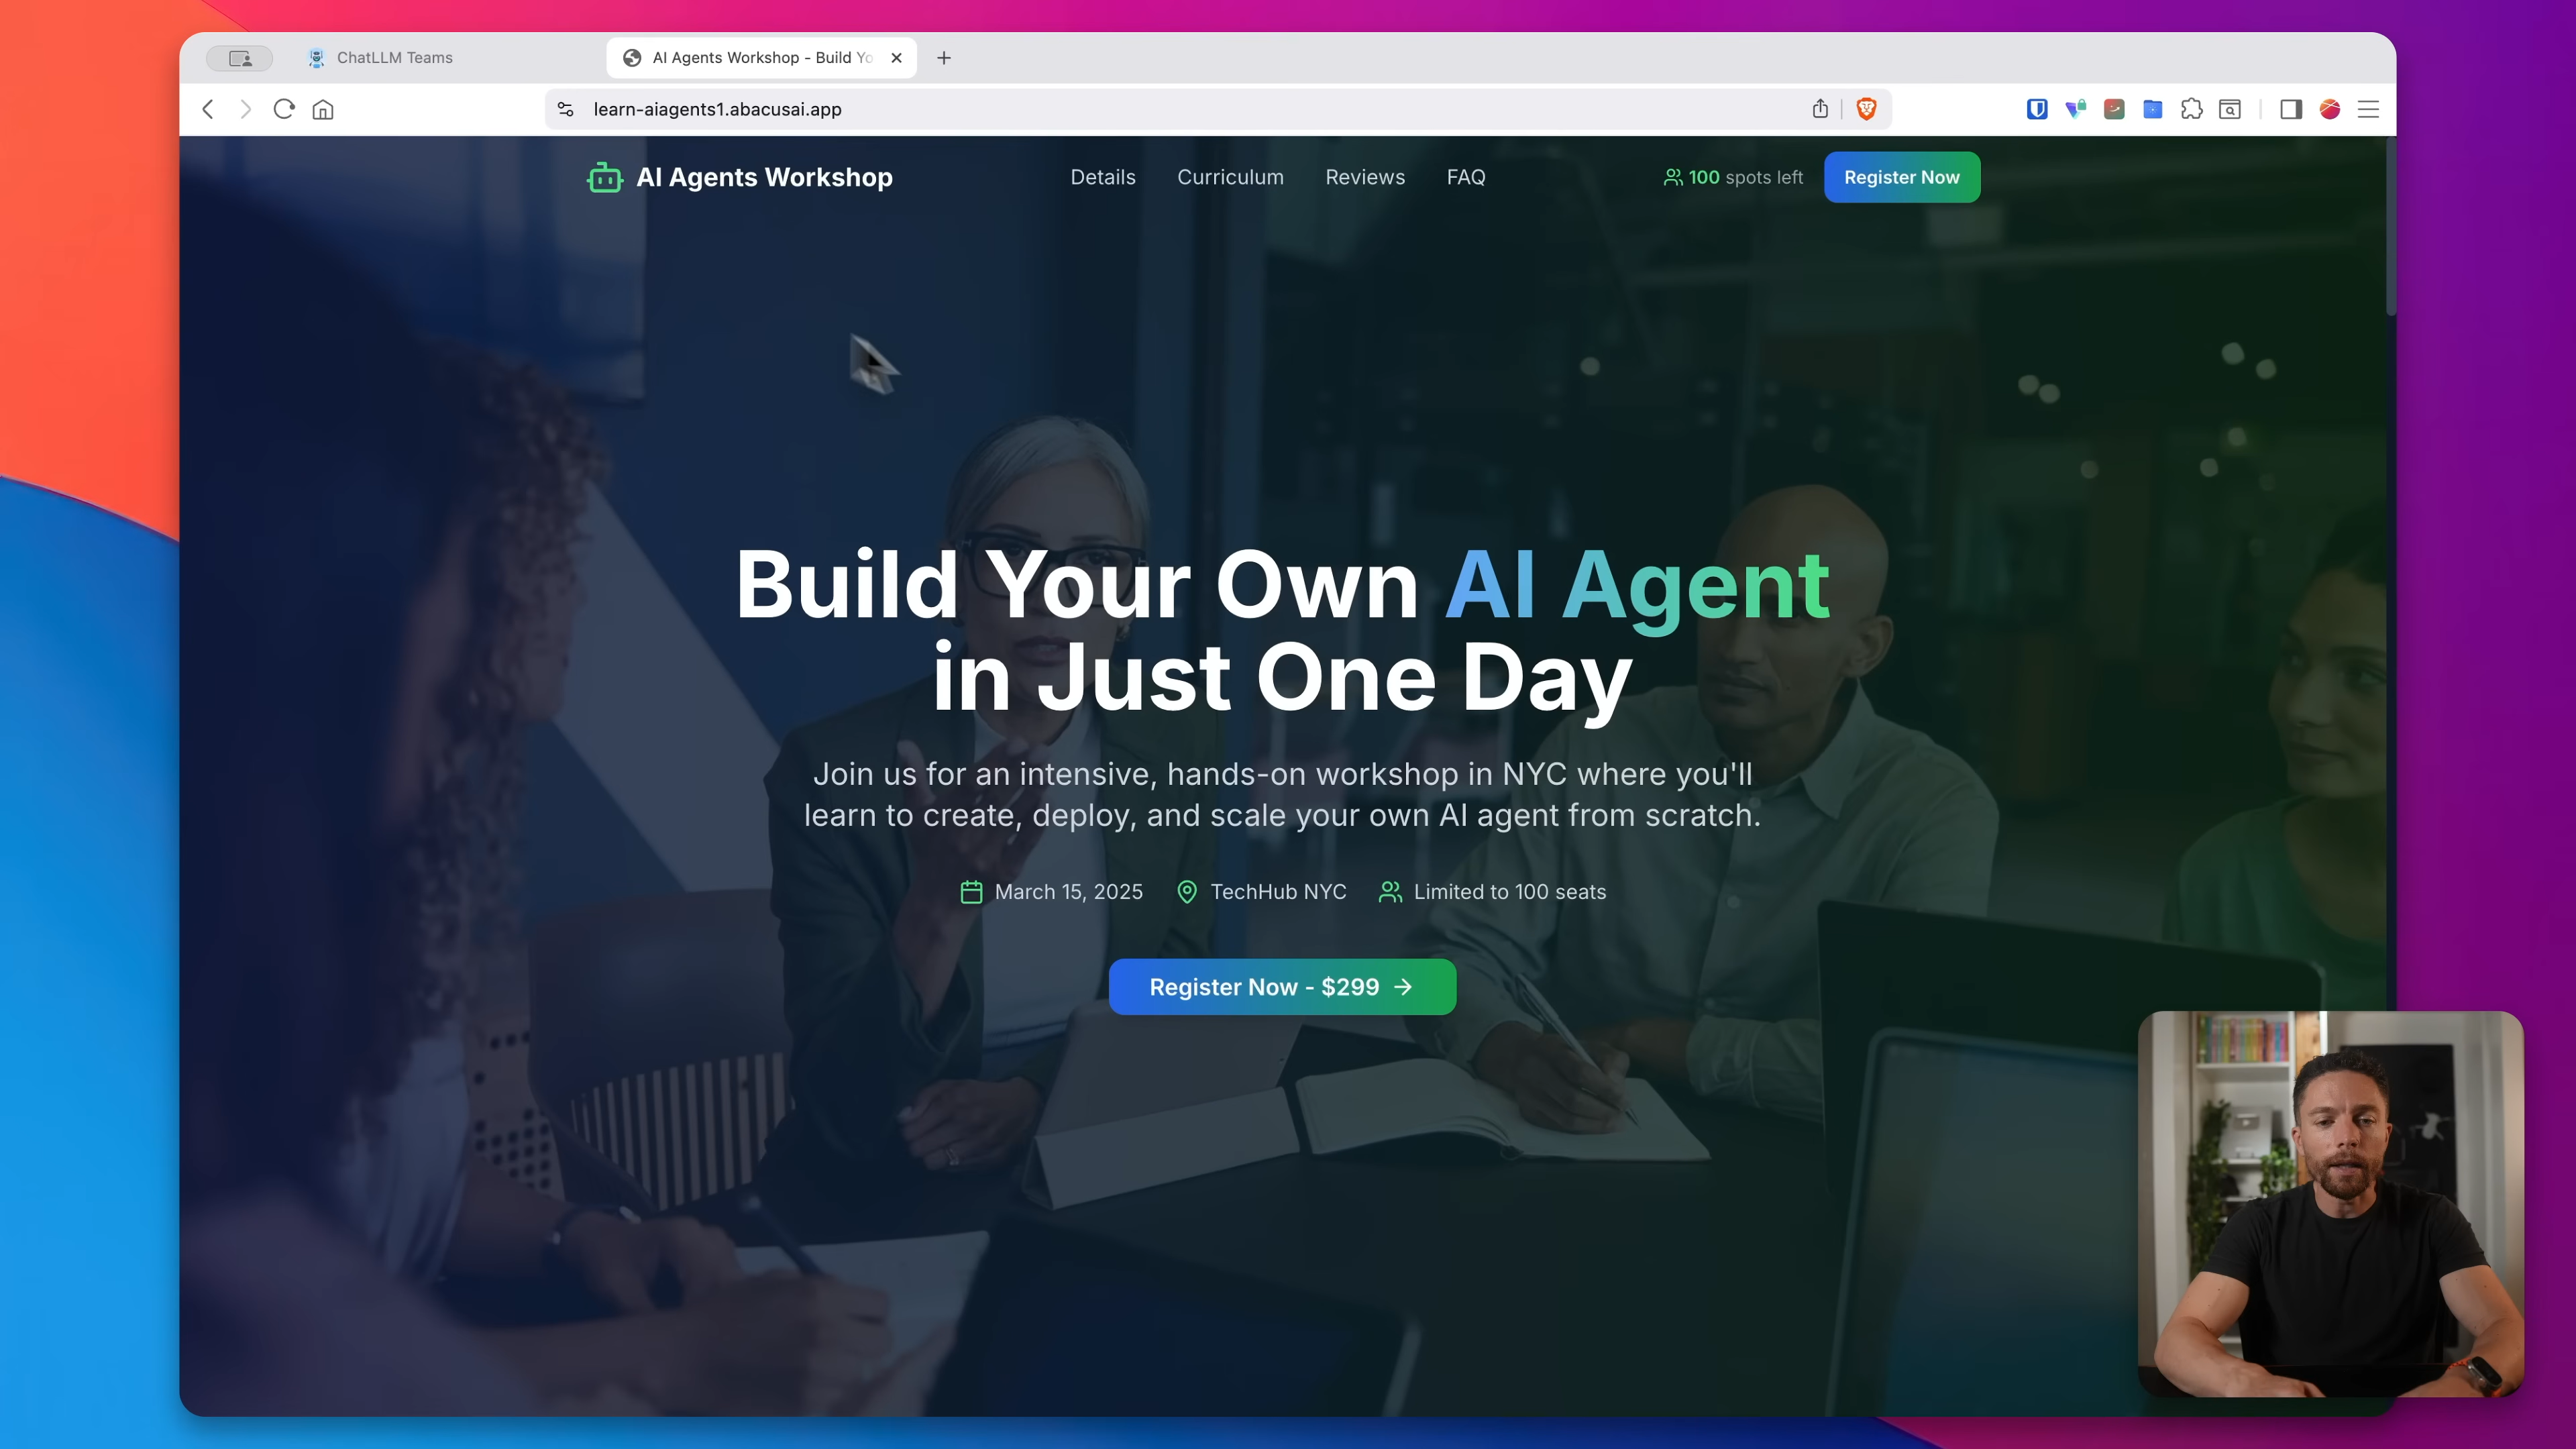 ChatLLM Teams
AI Agents Workshop - Build Yo
learn-aiagents1.abacusai.app
AI Agents Workshop
Details
Curriculum
Reviews
FAQ
100 spots left
Register Now
Build Your Own AI Agent
in Just One Day
Join us for an intensive, hands-on workshop in NYC where you'll
learn to create, deploy, and scale your own AI agent from scratch.
March 15, 2025
TechHub NYC
Limited to 100 seats
Register Now - $299 →